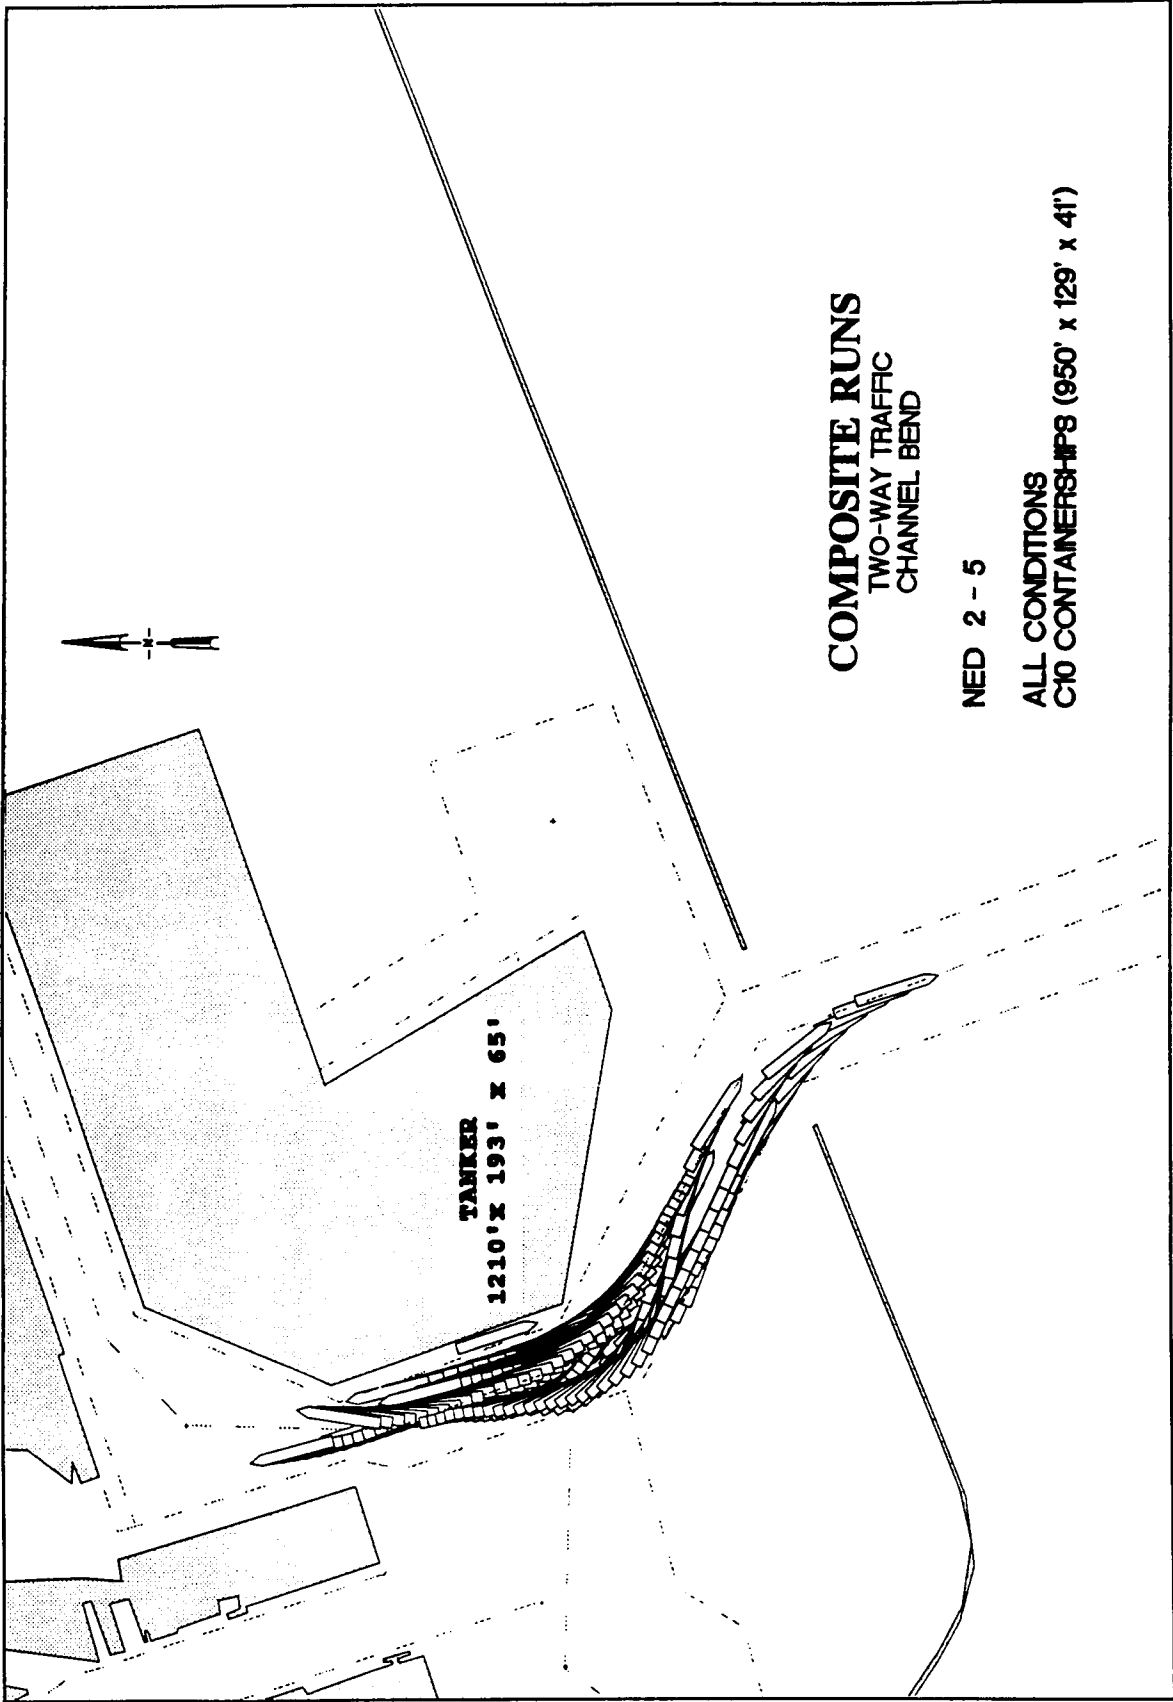 N
TANKER
1210'X 193' X 65'
COMPOSITE RUNS
TWO-WAY TRAFFIC
CHANNEL BEND
NED 2 - 5
ALL CONDITIONS
C10 CONTAINERSHIPS (950' x 129' x 41')